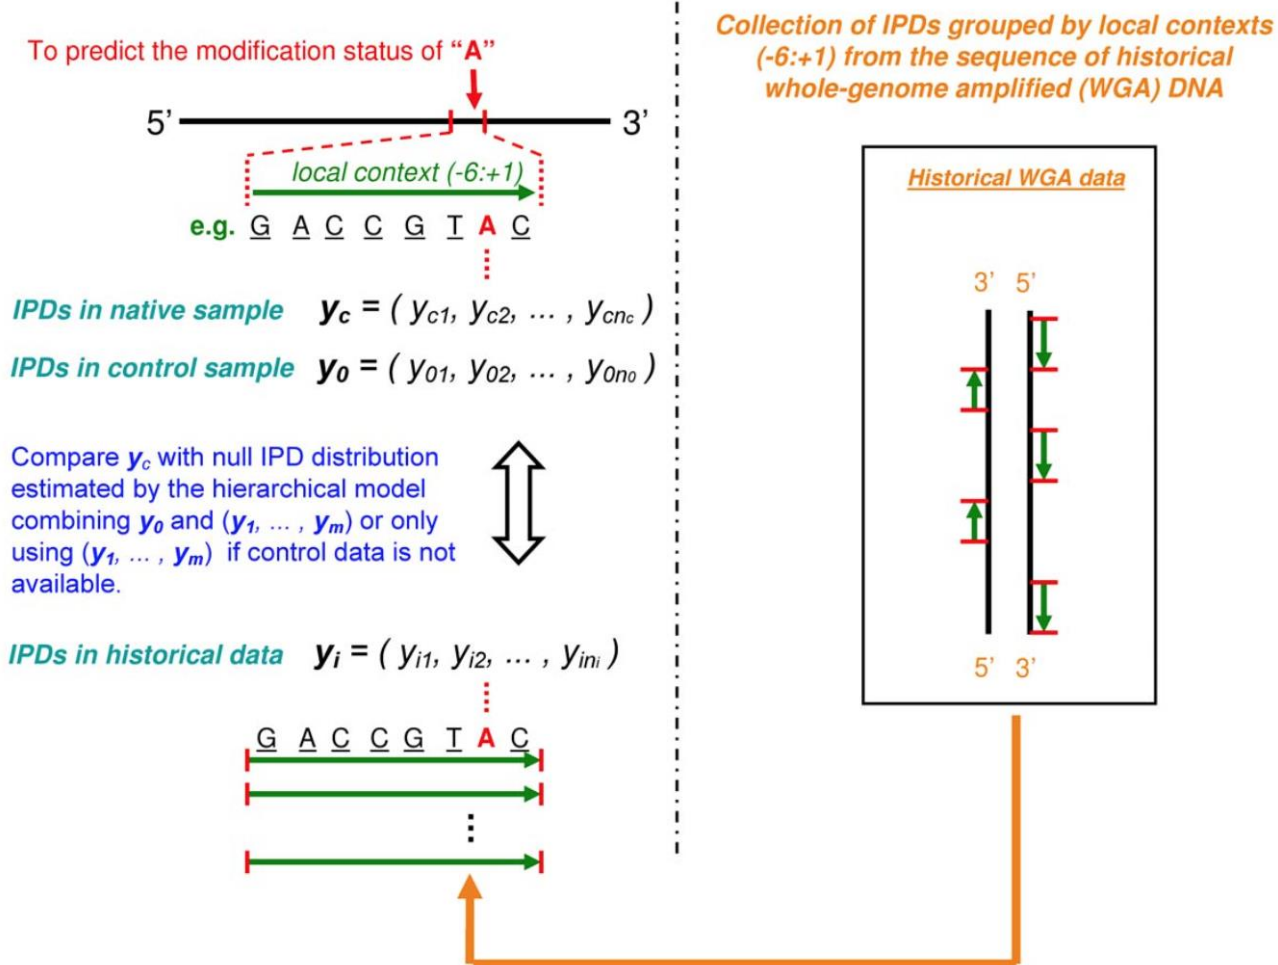 To predict the modification status of “A”
5’ 3’
local context (-6:+1)
e.g. G A C C G T A C
IPDs in native sample yc = ( yc1, yc2, ... , ycnc )
IPDs in control sample y0 = ( y01, y02, ... , y0n0 )
Compare yc with null IPD distribution
estimated by the hierarchical model
combining y0 and (y1, ... , ym) or only
using (y1, ... , ym) if control data is not
available.
IPDs in historical data yi = ( yi1, yi2, ... , yini )
G A C C G T A C
Collection of IPDs grouped by local contexts
(-6:+1) from the sequence of historical
whole-genome amplified (WGA) DNA
Historical WGA data
3’ 5’
5’ 3’